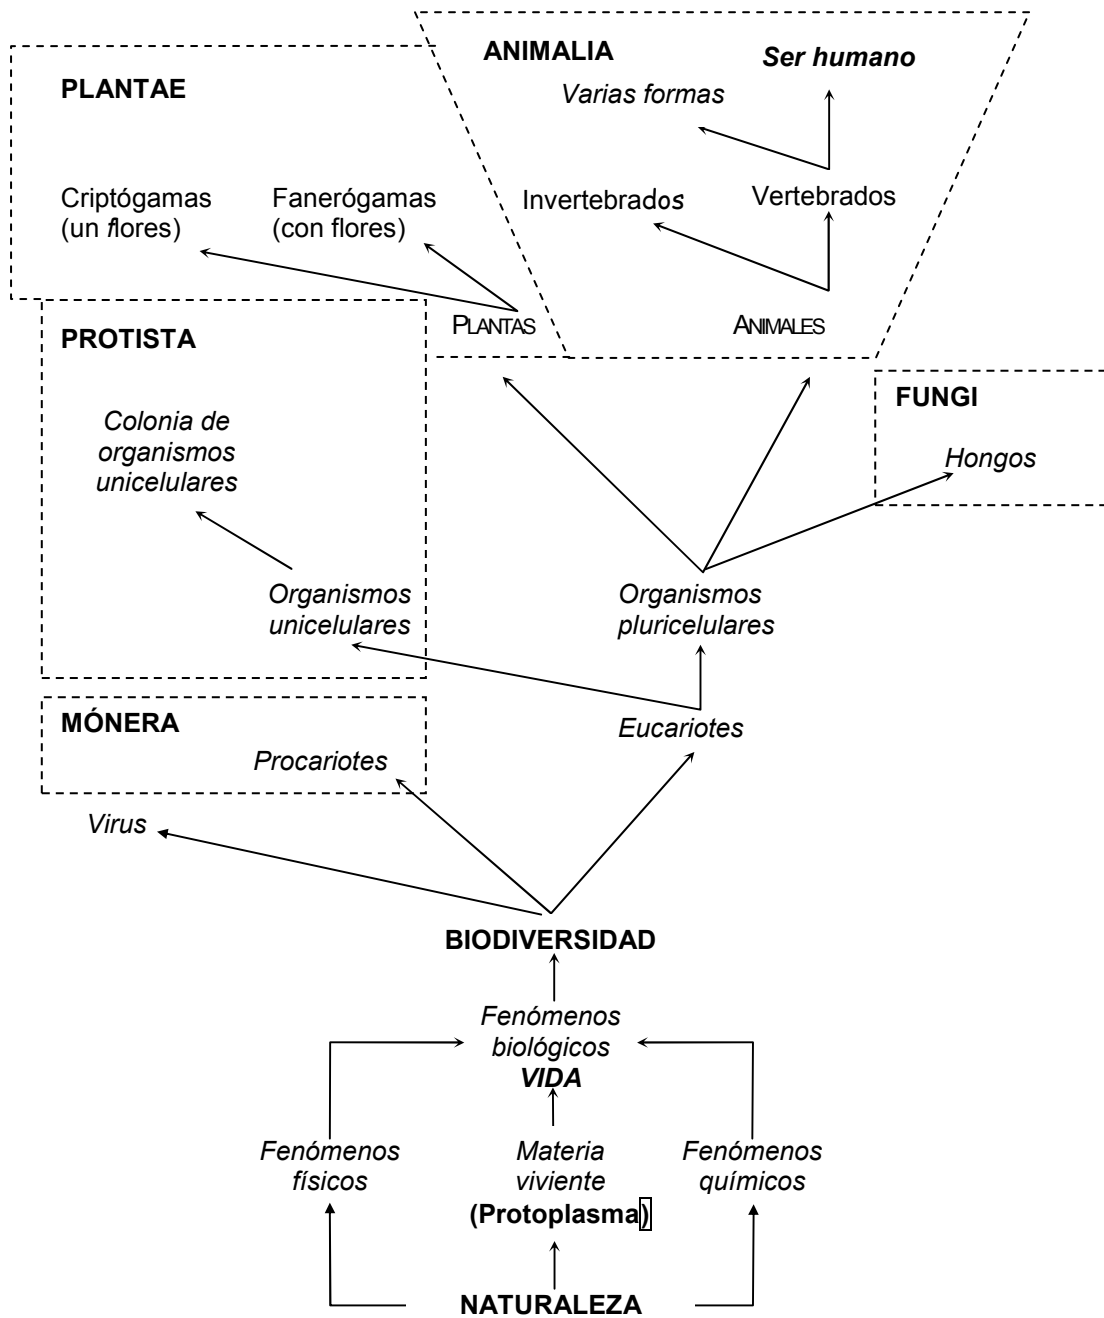 ANIMALIA
Ser humano
PLANTAE
Varias formas
Criptógamas
(un flores)
Fanerógamas
(con flores)
Invertebrados
Vertebrados
PLANTAS
ANIMALES
PROTISTA
FUNGI
Colonia de
organismos
unicelulares
Hongos
Organismos
unicelulares
Organismos
pluricelulares
MÓNERA
Eucariotes
Procariotes
Virus
BIODIVERSIDAD
Fenómenos
biológicos
VIDA
Fenómenos
físicos
Materia
viviente
(Protoplasma)
Fenómenos
químicos
NATURALEZA